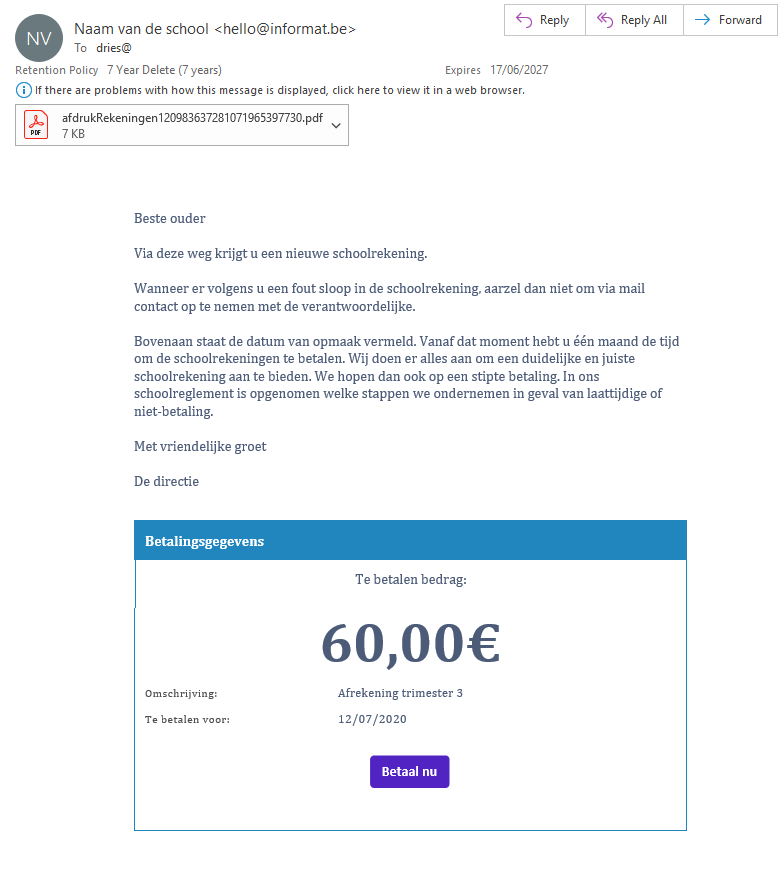 NV
Naam van de school <hello@informat.be>
To dries@
Reply
Reply All
Forward
Retention Policy 7 Year Delete (7 years)
Expires 17/06/2027
If there are problems with how this message is displayed, click here to view it in a web browser.
PDF
afdrukRekeningen120983637281071965397730.pdf
7 KB
Beste ouder
Via deze weg krijgt u een nieuwe schoolrekening.
Wanneer er volgens u een fout sloop in de schoolrekening, aarzel dan niet om via mail
contact op te nemen met de verantwoordelijke.
Bovenaan staat de datum van opmaak vermeld. Vanaf dat moment hebt u één maand de tijd
om de schoolrekeningen te betalen. Wij doen er alles aan om een duidelijke en juiste
schoolrekening aan te bieden. We hopen dan ook op een stipte betaling. In ons
schoolreglement is opgenomen welke stappen we ondernemen in geval van laattijdige of
niet-betaling.
Met vriendelijke groet
De directie
Betalingsgegevens
Te betalen bedrag:
60,00€
Omschrijving: Afrekening trimester 3
Te betalen voor: 12/07/2020
Betaal nu